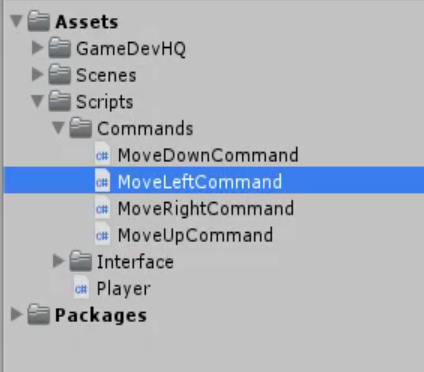 Assets
GameDevHQ
Scenes
Scripts
Commands
C# MoveDownCommand
C# MoveLeftCommand
C# MoveRightCommand
C# MoveUpCommand
Interface
C# Player
Packages